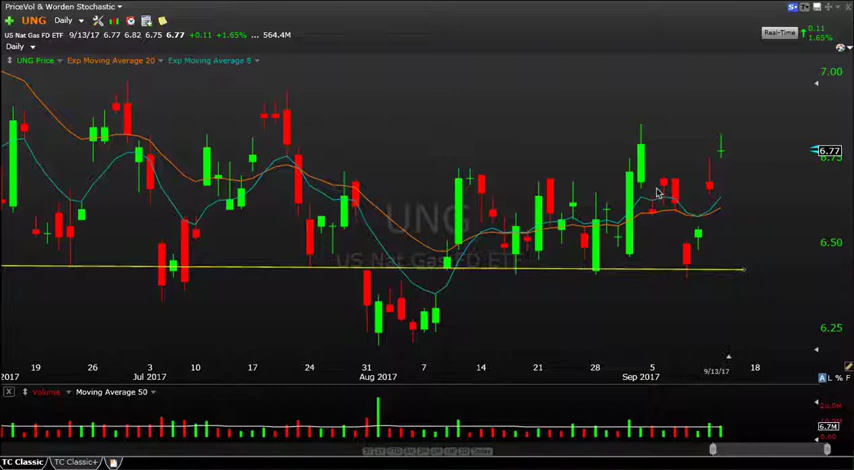 PriceVol & Worden Stochastic
UNG Daily
US Nat Gas FD ETF 9/13/17 6.77 6.82 6.75 6.77 +0.11 +1.65% ... 564.4M
Real-Time 0.11
1.65%
Daily
UNG Price Exp Moving Average 20 Exp Moving Average 8
7.00
6.77
6.75
UNG
6.50
US Nat Gas FD ETF
6.25
19 26 10 17 24 31 7 14 21 28 5 9/13/17 18
2017 Jul 2017 Aug 2017 Sep 2017
A L % F
X Volume Moving Average 50
6.7M
TC Classic TC Classic+